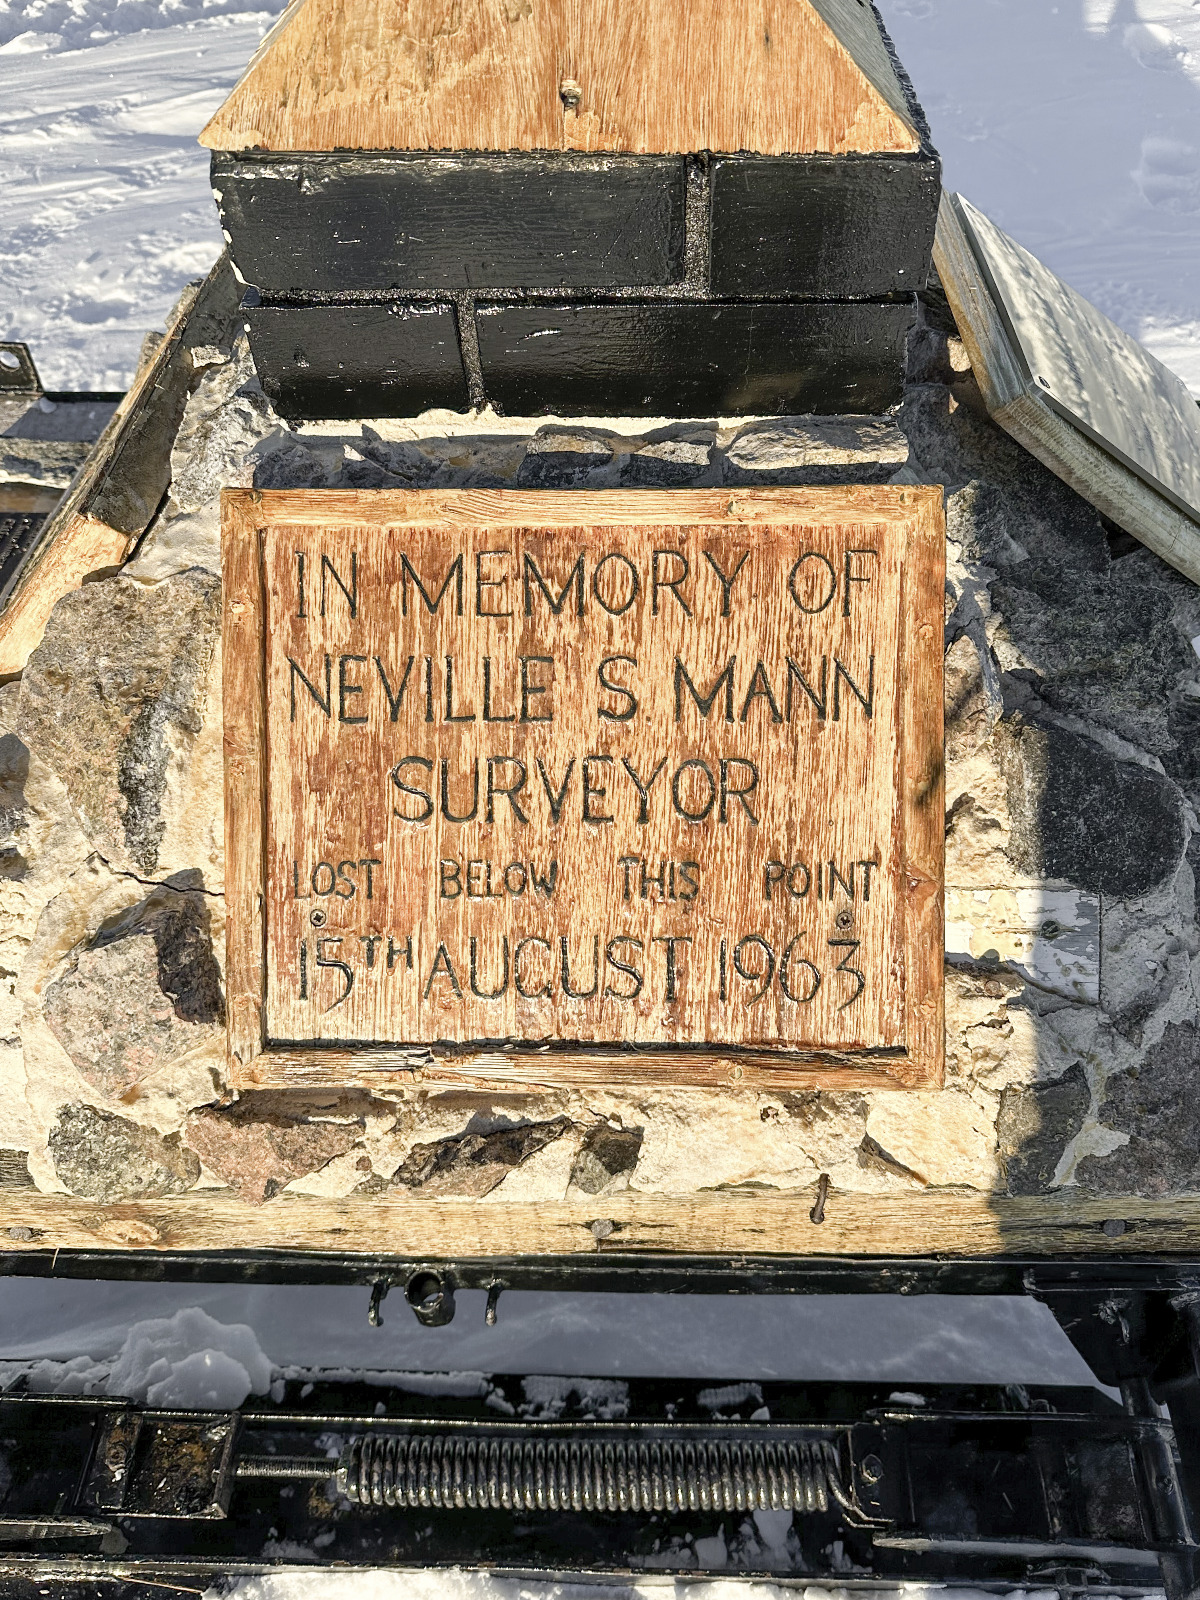 IN MEMORY OF
NEVILLE S. MANN
SURVEYOR
LOST BELOW THIS POINT
15TH AUGUST 1963